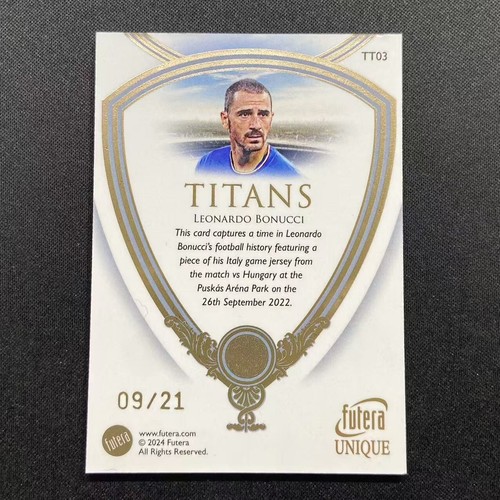 TT03
TITANS
LEONARDO BONUCCI
This card captures a time in Leonardo
Bonucci's football history featuring a
piece of his Italy game jersey from
the match vs Hungary at the
Puskás Aréna Park on the
26th September 2022.
09/21
futera
www.futera.com
© 2024 Futera
All Rights Reserved.
futera
UNIQUE